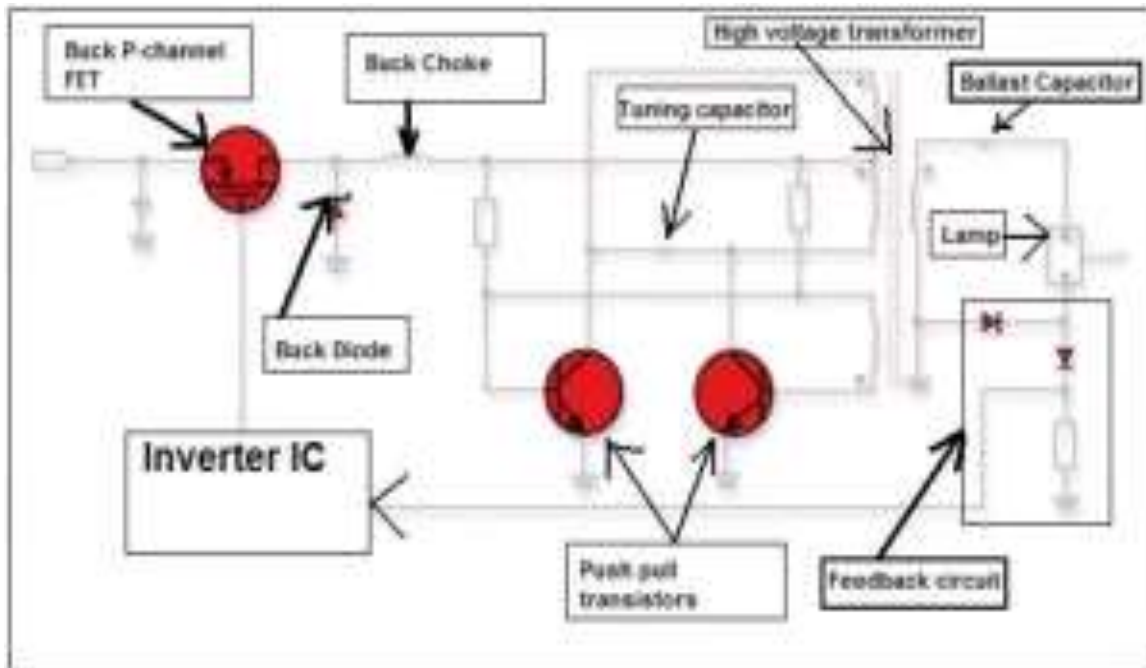 Buck P-channel
FET
Buck Choke
High voltage transformer
Ballast Capacitor
Tuning capacitor
Lamp
Buck Diode
Inverter IC
Push pull
transistors
Feedback circuit